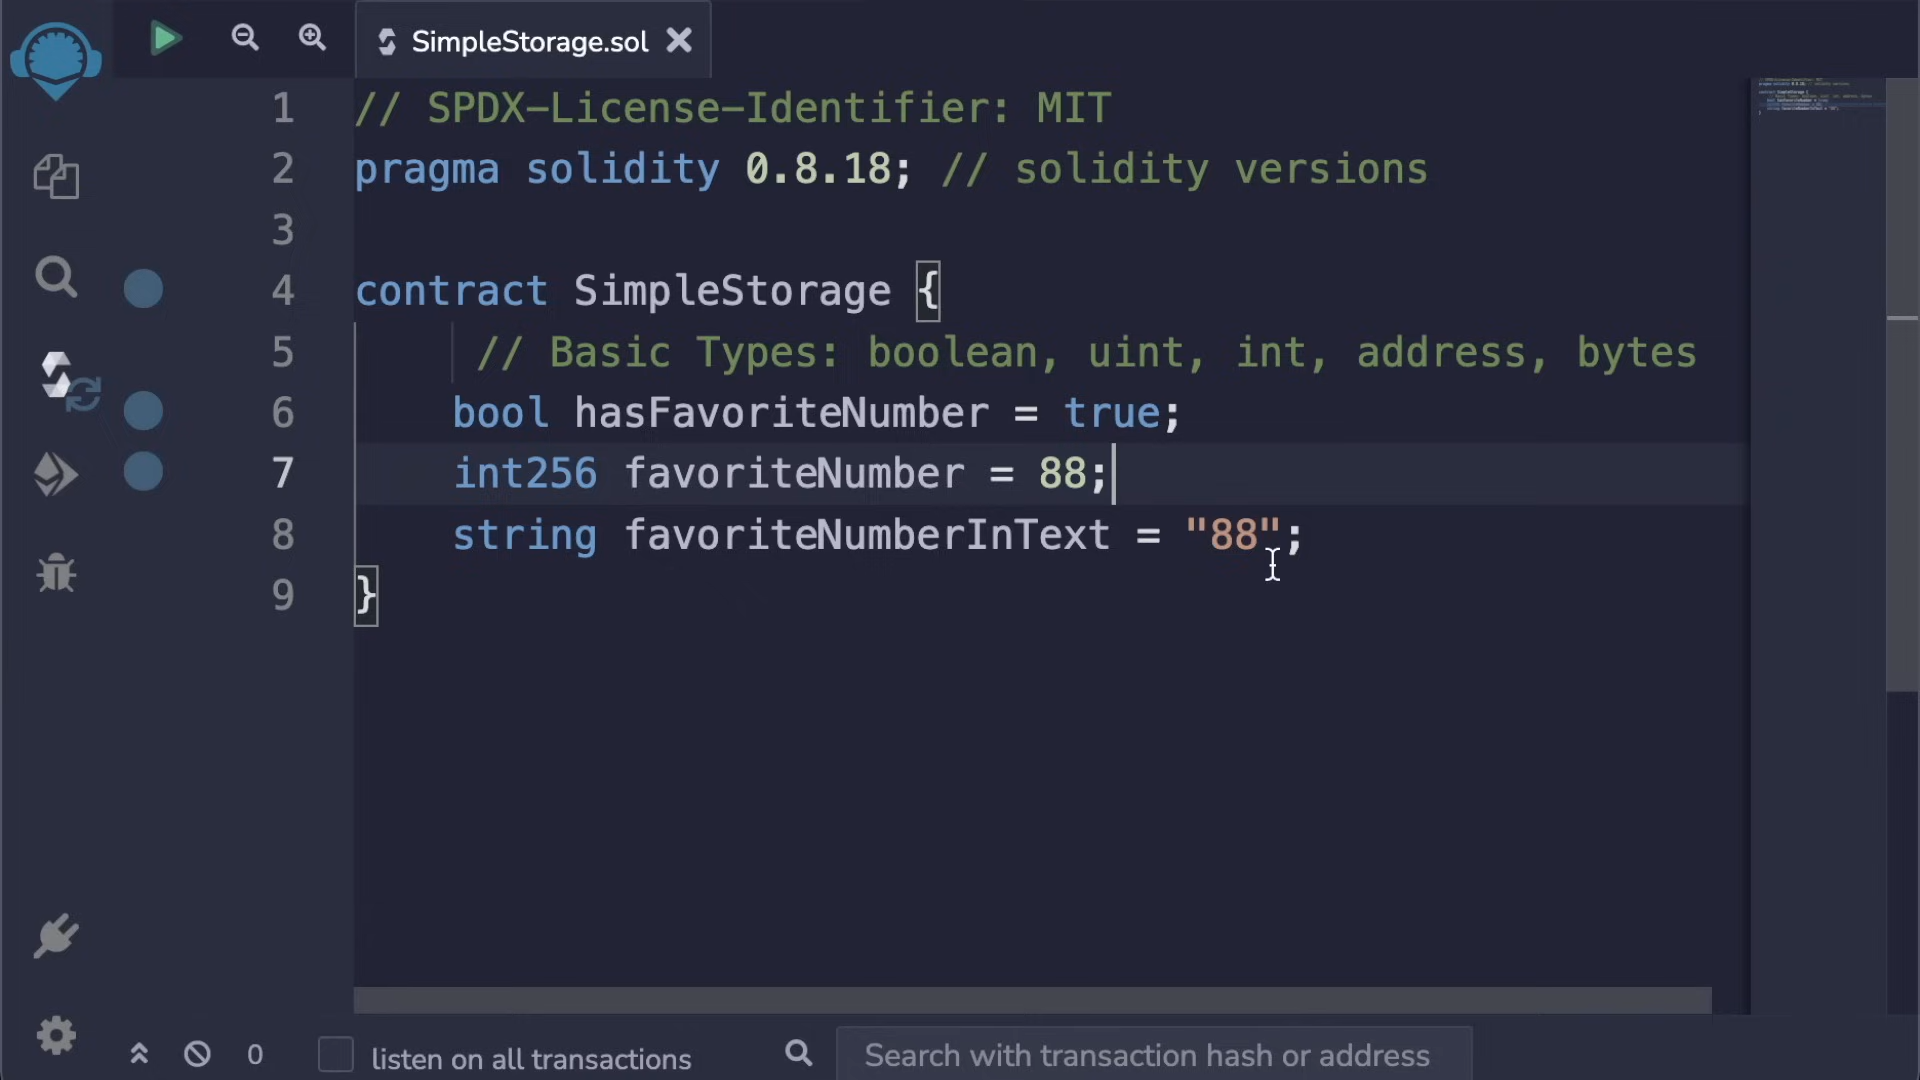 SimpleStorage.sol
1 // SPDX-License-Identifier: MIT
2 pragma solidity 0.8.18; // solidity versions
3
4 contract SimpleStorage {
5 // Basic Types: boolean, uint, int, address, bytes
6 bool hasFavoriteNumber = true;
7 int256 favoriteNumber = 88;
8 string favoriteNumberInText = "88";
9 }
0 listen on all transactions Search with transaction hash or address